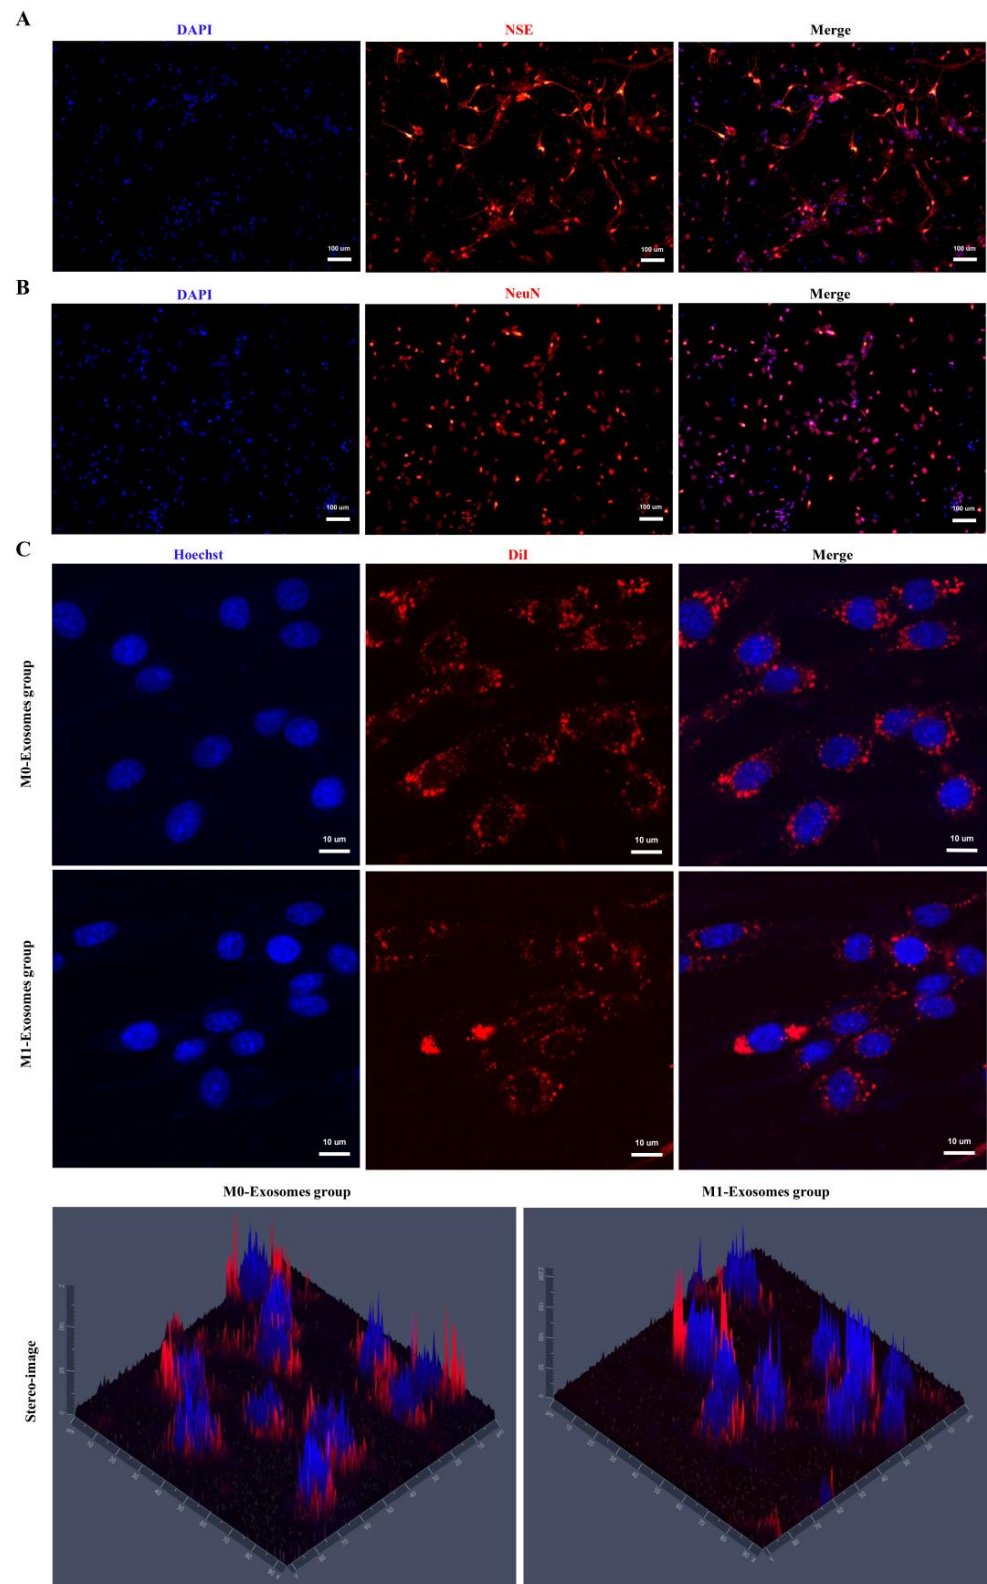 A
DAPI NSE Merge
100 um 100 um 100 um
B
DAPI NeuN Merge
100 um 100 um 100 um
C
Hoechst DiI Merge
M0-Exosomes group
10 um 10 um 10 um
M1-Exosomes group
10 um 10 um 10 um
M0-Exosomes group M1-Exosomes group
Stereo-image